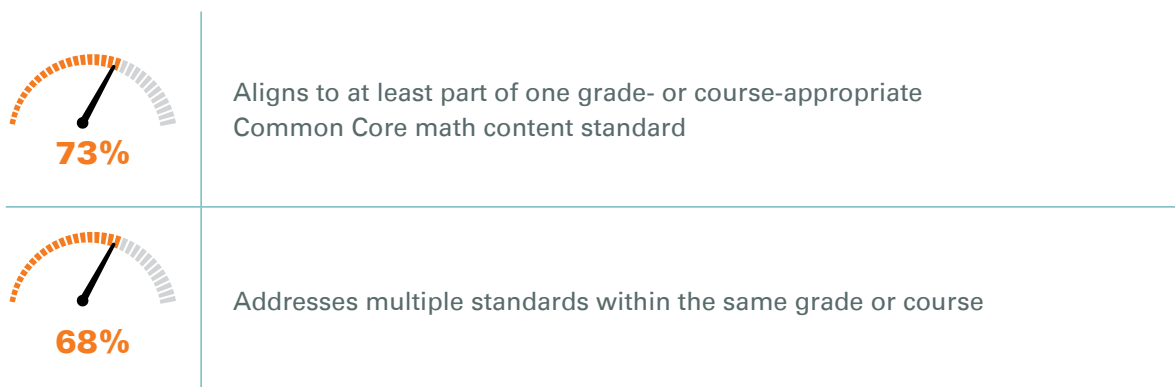 Aligns to at least part of one grade- or course-appropriate
Common Core math content standard
73%
Addresses multiple standards within the same grade or course
68%